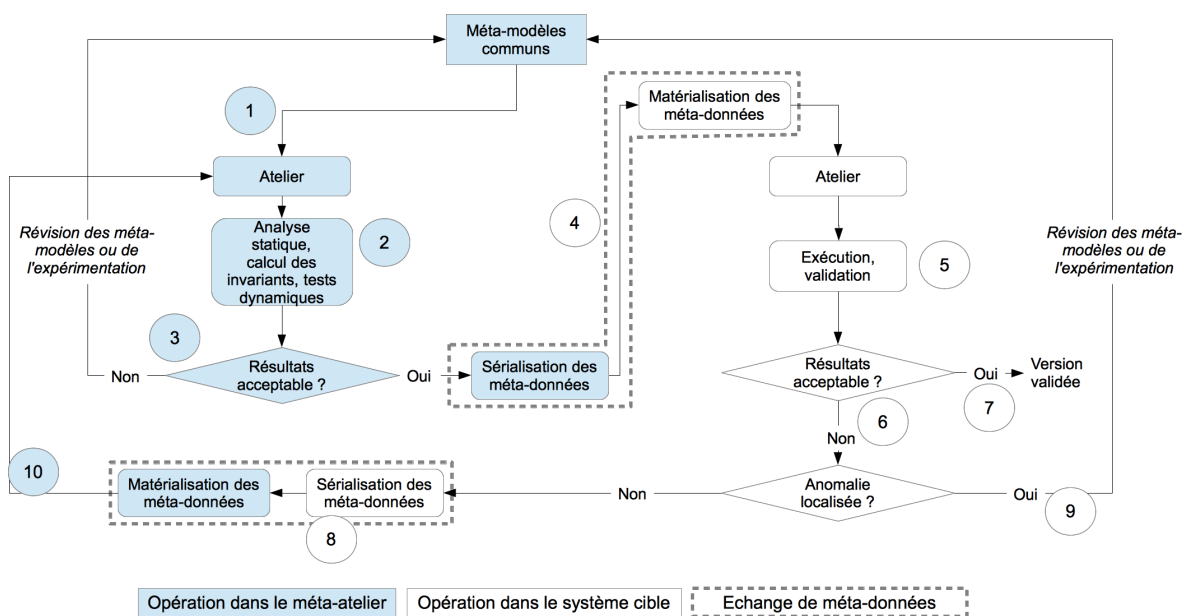 Méta-modèles
communs
1
Matérialisation des
méta-données
Atelier
Atelier
4
Révision des méta-
modèles ou de
l'expérimentation
Analyse
statique,
calcul des
invariants, tests
dynamiques
2
Exécution,
validation
5
Révision des méta-
modèles ou de
l'expérimentation
3
Non
Résultats
acceptable ?
Oui
Sérialisation des
méta-données
Résultats
acceptable ?
Oui
Version
validée
7
6
Non
10
Matérialisation des
méta-données
Sérialisation des
méta-données
8
Non
Anomalie
localisée ?
Oui
9
Opération dans le méta-atelier
Opération dans le système cible
Echange de méta-données